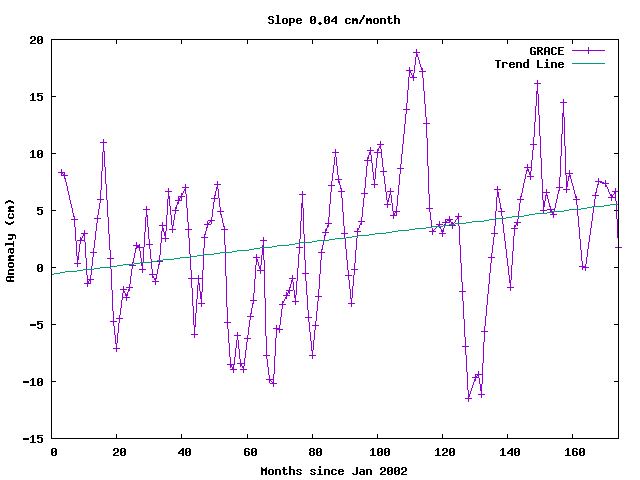 Slope 0.04 cm/month
GRACE
Trend Line
20
15
10
5
0
-5
-10
-15
Anomaly (cm)
0 20 40 60 80 100 120 140 160
Months since Jan 2002